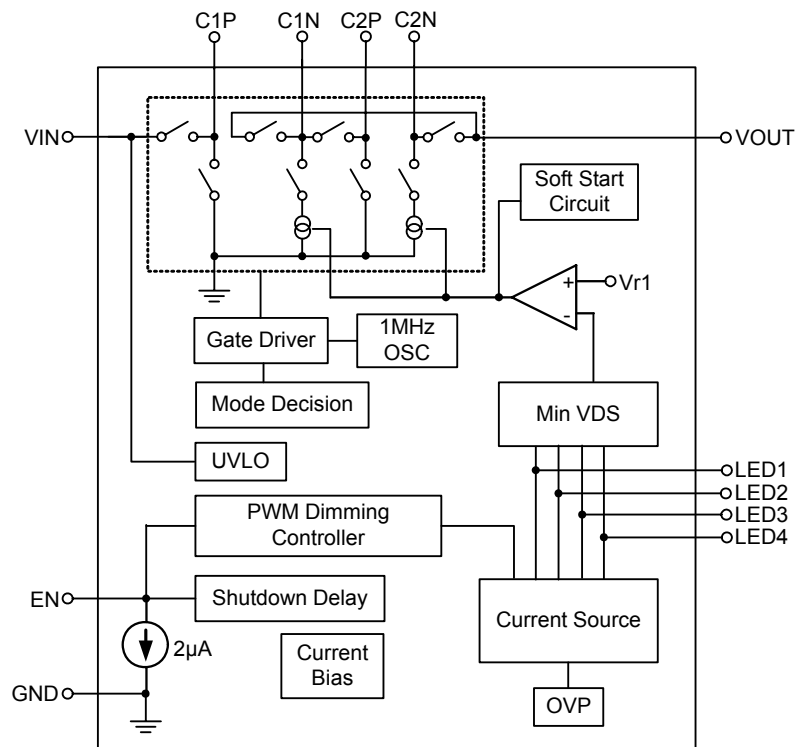 C1P C1N C2P C2N
VIN
VOUT
Soft Start
Circuit
+
Vr1
-
Gate Driver
1MHz
OSC
Mode Decision
Min VDS
UVLO
LED1
LED2
LED3
LED4
PWM Dimming
Controller
EN
Shutdown Delay
Current Source
2µA
Current
Bias
GND
OVP